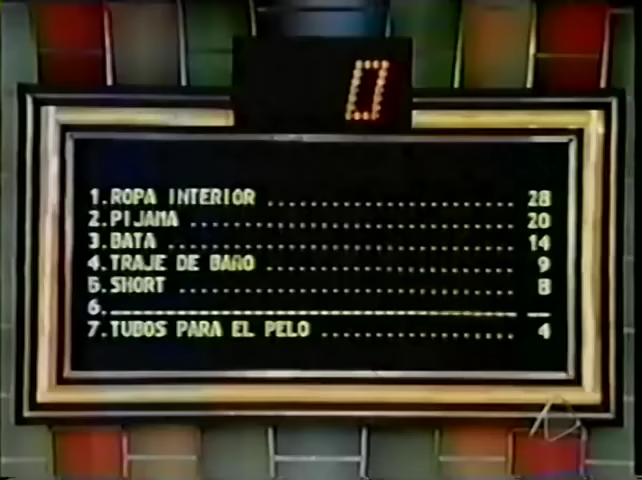 0
1.ROPA INTERIOR ........................ 28
2.PIJAMA ............................... 20
3.BATA ................................. 14
4.TRAJE DE BAÑO ........................ 9
5.SHORT ................................ 8
6.
7.TUBOS PARA EL PELO ................... 4